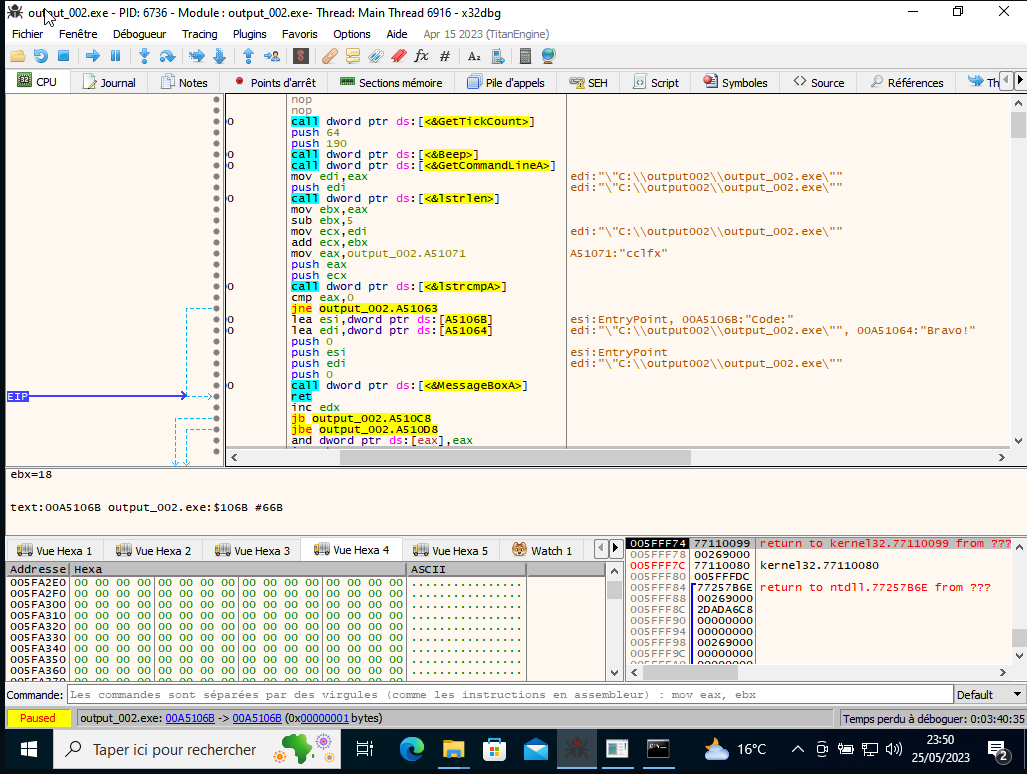 output_002.exe - PID: 6736 - Module : output_002.exe- Thread: Main Thread 6916 - x32dbg
Fichier Fenêtre Débogueur Tracing Plugins Favoris Options Aide Apr 15 2023 (TitanEngine)
CPU Journal Notes Points d'arrêt Sections mémoire Pile d'appels SEH Script Symboles Source Références Th
nop
nop
call dword ptr ds:[<&GetTickCount>]
push 64
push 190
call dword ptr ds:[<&Beep>]
call dword ptr ds:[<&GetCommandLineA>]
mov edi,eax edi:"\"C:\\output002\\output_002.exe\""
push edi edi:"\"C:\\output002\\output_002.exe\""
call dword ptr ds:[<&lstrlen>]
mov ebx,eax
sub ebx,5
mov ecx,edi edi:"\"C:\\output002\\output_002.exe\""
add ecx,ebx
mov eax,output_002.A51071 A51071:"cclfx"
push eax
push ecx
call dword ptr ds:[<&lstrcmpA>]
cmp eax,0
jne output_002.A51063
lea esi,dword ptr ds:[A5106B] esi:EntryPoint, 00A5106B:"Code:"
lea edi,dword ptr ds:[A51064] edi:"\"C:\\output002\\output_002.exe\"", 00A51064:"Bravo!"
push 0
push esi esi:EntryPoint
push edi edi:"\"C:\\output002\\output_002.exe\""
push 0
call dword ptr ds:[<&MessageBoxA>]
EIP ret
inc edx
jb output_002.A510C8
jbe output_002.A510D8
and dword ptr ds:[eax],eax
ebx=18
text:00A5106B output_002.exe:$106B #66B
Vue Hexa 1 Vue Hexa 2 Vue Hexa 3 Vue Hexa 4 Vue Hexa 5 Watch 1
Addresse Hexa ASCII
005FA2E0 00 00 00 00 00 00 00 00 00 00 00 00 00 00 00 00 ................
005FA2F0 00 00 00 00 00 00 00 00 00 00 00 00 00 00 00 00 ................
005FA300 00 00 00 00 00 00 00 00 00 00 00 00 00 00 00 00 ................
005FA310 00 00 00 00 00 00 00 00 00 00 00 00 00 00 00 00 ................
005FA320 00 00 00 00 00 00 00 00 00 00 00 00 00 00 00 00 ................
005FA330 00 00 00 00 00 00 00 00 00 00 00 00 00 00 00 00 ................
005FA340 00 00 00 00 00 00 00 00 00 00 00 00 00 00 00 00 ................
005FA350 00 00 00 00 00 00 00 00 00 00 00 00 00 00 00 00 ................
005FA360 00 00 00 00 00 00 00 00 00 00 00 00 00 00 00 00 ................
005FFF74 77110099 return to kernel32.77110099 from ???
005FFF78 00269000
005FFF7C 77110080 kernel32.77110080
005FFF80 005FFFDC
005FFF84 77257B6E return to ntdll.77257B6E from ???
005FFF88 00269000
005FFF8C 2DADA6C8
005FFF90 00000000
005FFF94 00000000
005FFF98 00269000
005FFF9C 00000000
Commande: Les commandes sont séparées par des virgules (comme les instructions en assembleur) : mov eax, ebx Default
Paused output_002.exe: 00A5106B -> 00A5106B (0x00000001 bytes) Temps perdu à déboguer: 0:03:40:35
Taper ici pour rechercher 16°C 23:50
25/05/2023 2